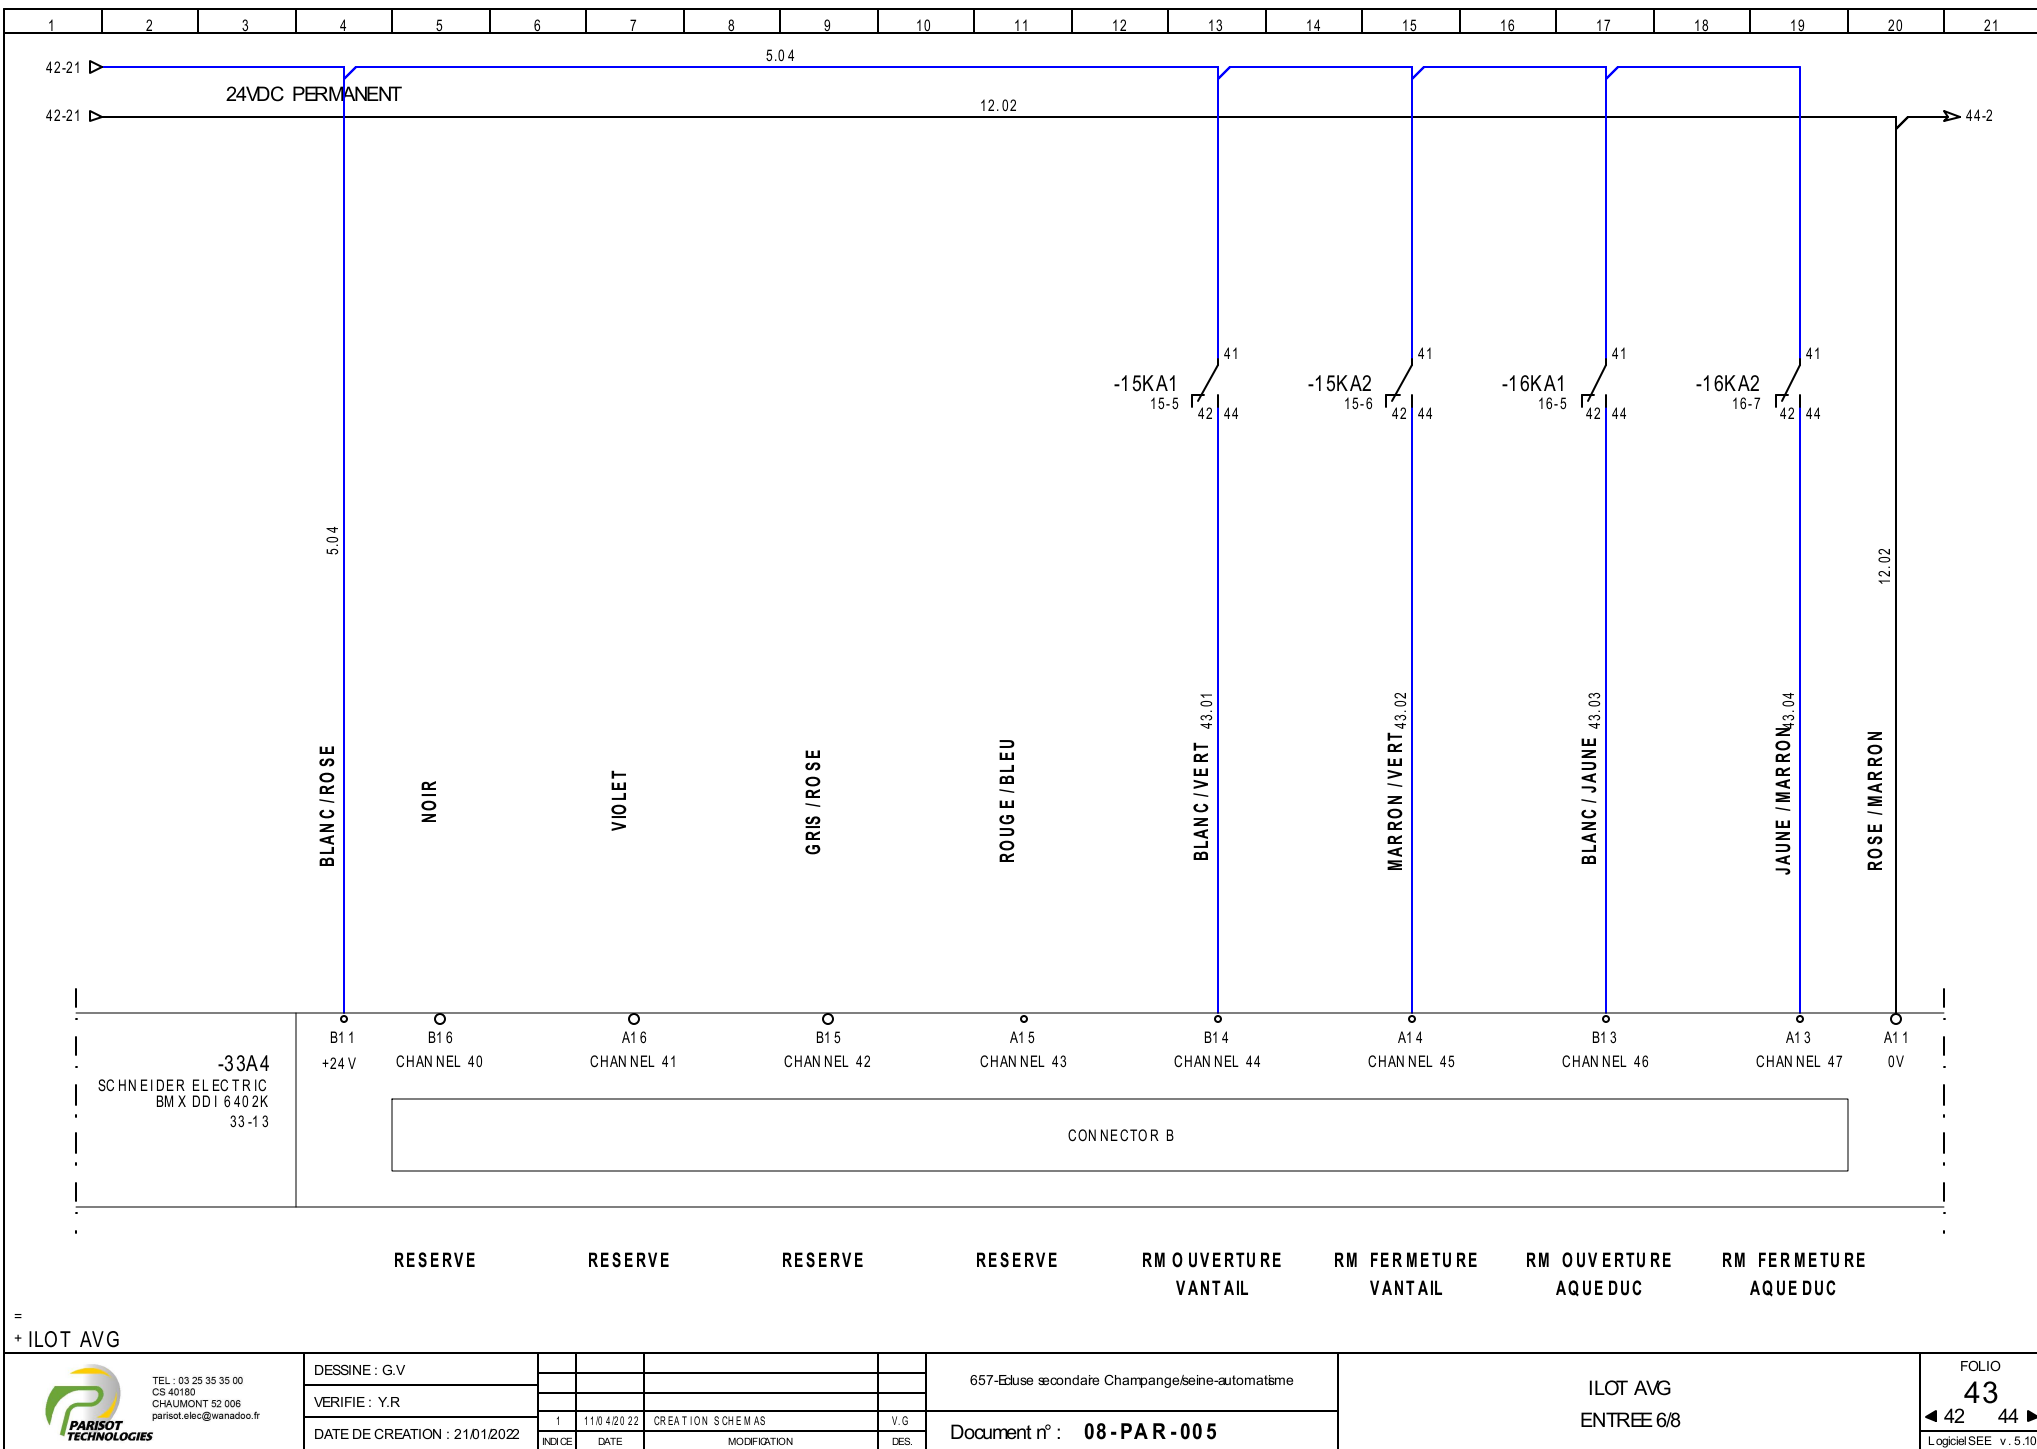 1 2 3 4 5 6 7 8 9 10 11 12 13 14 15 16 17 18 19 20 21
5.04
42-21
24VDC PERMANENT
12.02
42-21
44-2
41 41 41 41
-15KA1 -15KA2 -16KA1 -16KA2
15-5 15-6 16-5 16-7
42 44 42 44 42 44 42 44
5.04
12.02
43.01 43.02 43.03 43.04
BLANC/ROSE
NOIR
VIOLET
GRIS /ROSE
ROUGE/BLEU
BLANC/VERT
MARRON /VERT
BLANC/ JAUNE
JAUNE /MARRON
ROSE /MARRON
B11 B16 A16 B15 A15 B14 A14 B13 A13 A11
+24V CHANNEL 40 CHANNEL 41 CHANNEL 42 CHANNEL 43 CHANNEL 44 CHANNEL 45 CHANNEL 46 CHANNEL 47 0V
-33A4
SCHNEIDER ELECTRIC
BMX DDI 6402K
33-13
CONNECTOR B
RESERVE RESERVE RESERVE RESERVE RM OUVERTURE RM FERMETURE RM OUVERTURE RM FERMETURE
VANTAIL VANTAIL AQUEDUC AQUEDUC
=
+ ILOT AVG
PARISOT
TECHNOLOGIES
TEL : 03 25 35 35 00
CS 40180
CHAUMONT 52 006
parisot.elec@wanadoo.fr
DESSINE : G.V
VERIFIE : Y.R
DATE DE CREATION : 21/01/2022
1 11/04/2022 CREATION SCHEMAS V.G
INDICE DATE MODIFICATION DES.
657-Ecluse secondaire Champange/seine-automatisme
Document n° : 08-PAR-005
ILOT AVG
ENTREE 6/8
FOLIO
43
42 44
Logiciel SEE v.5.10